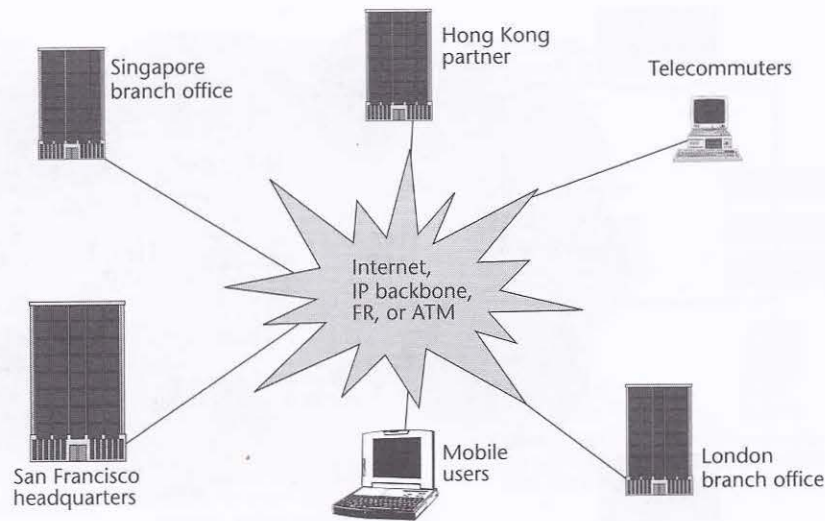 Singapore
branch office
Hong Kong
partner
Telecommuters
Internet,
IP backbone,
FR, or ATM
San Francisco
headquarters
Mobile
users
London
branch office